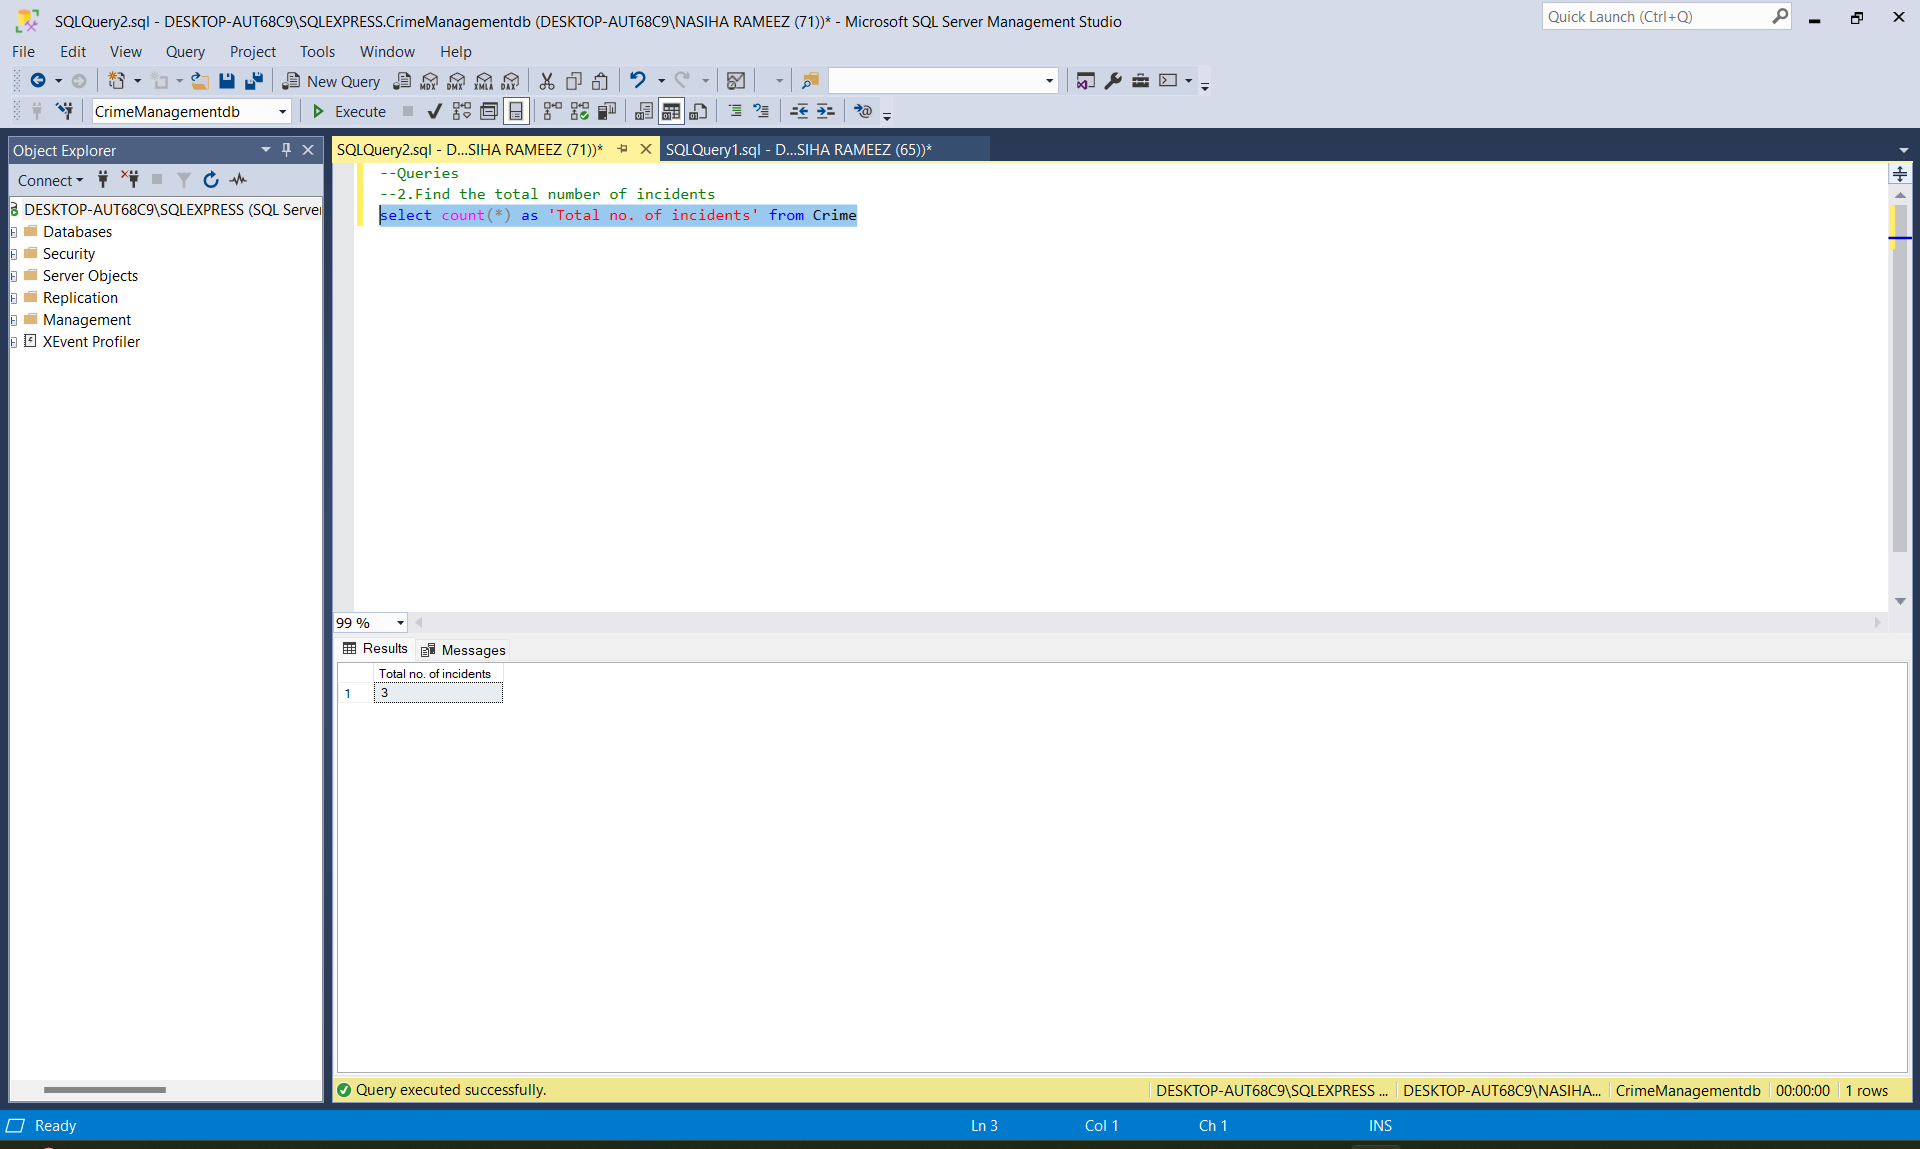 SQLQuery2.sql - DESKTOP-AUT68C9\SQLEXPRESS.CrimeManagementdb (DESKTOP-AUT68C9\NASIHA RAMEEZ (71))* - Microsoft SQL Server Management Studio
Quick Launch (Ctrl+Q)
File Edit View Query Project Tools Window Help
New Query MDX DMX XMLA DAX
CrimeManagementdb Execute
Object Explorer
SQLQuery2.sql - D...SIHA RAMEEZ (71))* SQLQuery1.sql - D...SIHA RAMEEZ (65))*
Connect
DESKTOP-AUT68C9\SQLEXPRESS (SQL Server
Databases
Security
Server Objects
Replication
Management
XEvent Profiler
--Queries
--2.Find the total number of incidents
select count(*) as 'Total no. of incidents' from Crime
99 %
Results Messages
Total no. of incidents
1 3
Query executed successfully. DESKTOP-AUT68C9\SQLEXPRESS ... DESKTOP-AUT68C9\NASIHA... CrimeManagementdb 00:00:00 1 rows
Ready Ln 3 Col 1 Ch 1 INS